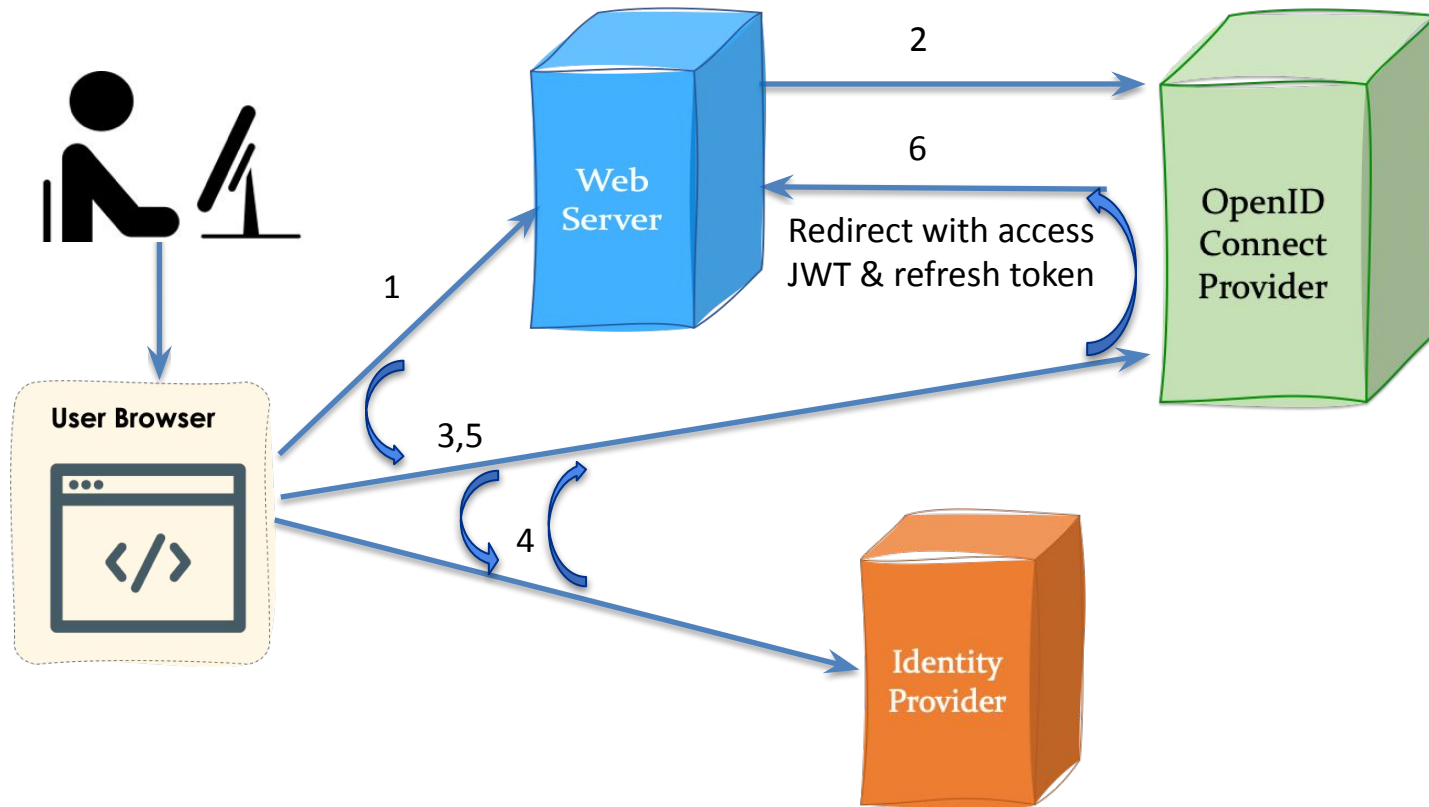 2
Web
Server
6
OpenID
Connect
Provider
Redirect with access
JWT & refresh token
1
User Browser
</>
3,5
4
Identity
Provider